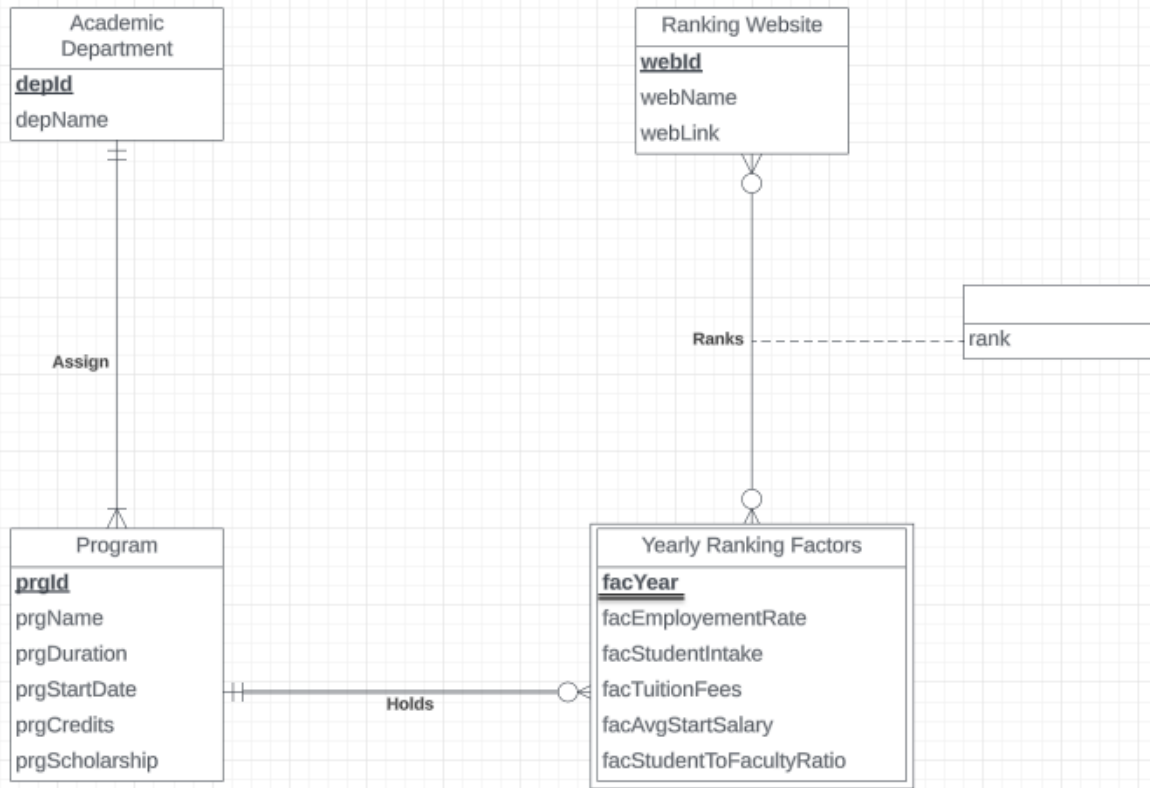 Academic
Department
depId
depName
Ranking Website
webId
webName
webLink
Ranks
rank
Assign
Program
prgId
prgName
prgDuration
prgStartDate
prgCredits
prgScholarship
Holds
Yearly Ranking Factors
facYear
facEmployementRate
facStudentIntake
facTuitionFees
facAvgStartSalary
facStudentToFacultyRatio